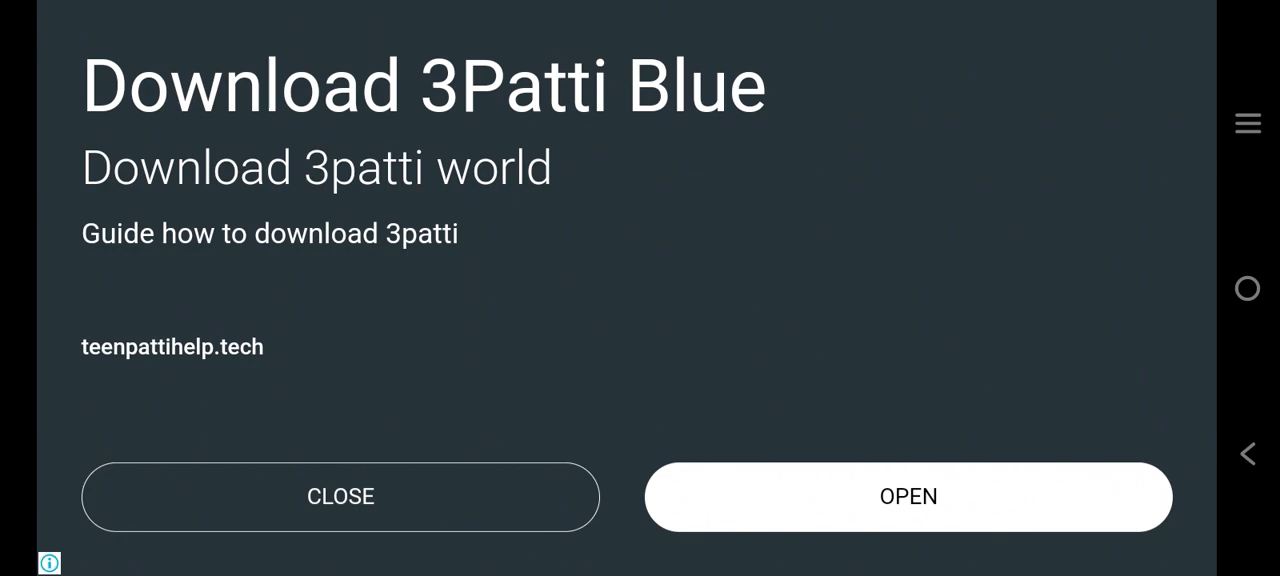 Download 3Patti Blue
Download 3patti world
Guide how to download 3patti
teenpattihelp.tech
CLOSE
OPEN